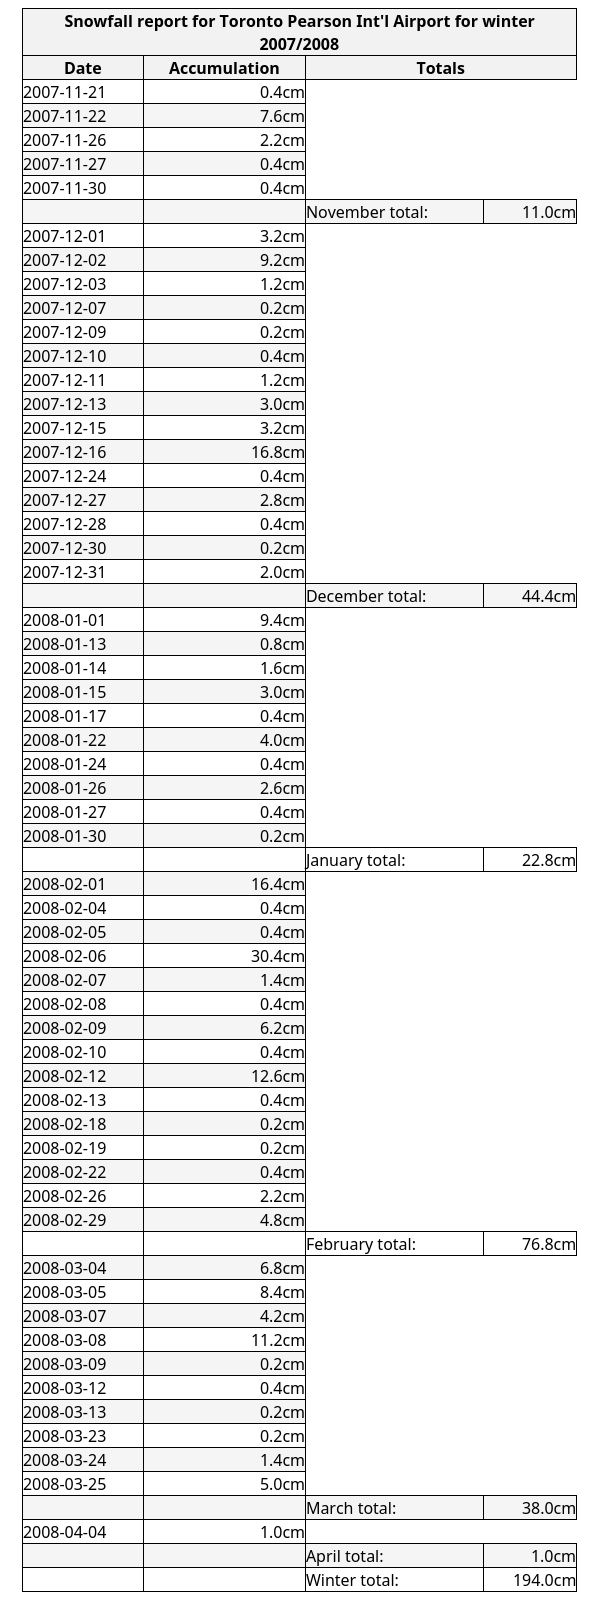 Snowfall report for Toronto Pearson Int'l Airport for winter
2007/2008
Date Accumulation Totals
2007-11-21 0.4cm
2007-11-22 7.6cm
2007-11-26 2.2cm
2007-11-27 0.4cm
2007-11-30 0.4cm
November total: 11.0cm
2007-12-01 3.2cm
2007-12-02 9.2cm
2007-12-03 1.2cm
2007-12-07 0.2cm
2007-12-09 0.2cm
2007-12-10 0.4cm
2007-12-11 1.2cm
2007-12-13 3.0cm
2007-12-15 3.2cm
2007-12-16 16.8cm
2007-12-24 0.4cm
2007-12-27 2.8cm
2007-12-28 0.4cm
2007-12-30 0.2cm
2007-12-31 2.0cm
December total: 44.4cm
2008-01-01 9.4cm
2008-01-13 0.8cm
2008-01-14 1.6cm
2008-01-15 3.0cm
2008-01-17 0.4cm
2008-01-22 4.0cm
2008-01-24 0.4cm
2008-01-26 2.6cm
2008-01-27 0.4cm
2008-01-30 0.2cm
January total: 22.8cm
2008-02-01 16.4cm
2008-02-04 0.4cm
2008-02-05 0.4cm
2008-02-06 30.4cm
2008-02-07 1.4cm
2008-02-08 0.4cm
2008-02-09 6.2cm
2008-02-10 0.4cm
2008-02-12 12.6cm
2008-02-13 0.4cm
2008-02-18 0.2cm
2008-02-19 0.2cm
2008-02-22 0.4cm
2008-02-26 2.2cm
2008-02-29 4.8cm
February total: 76.8cm
2008-03-04 6.8cm
2008-03-05 8.4cm
2008-03-07 4.2cm
2008-03-08 11.2cm
2008-03-09 0.2cm
2008-03-12 0.4cm
2008-03-13 0.2cm
2008-03-23 0.2cm
2008-03-24 1.4cm
2008-03-25 5.0cm
March total: 38.0cm
2008-04-04 1.0cm
April total: 1.0cm
Winter total: 194.0cm